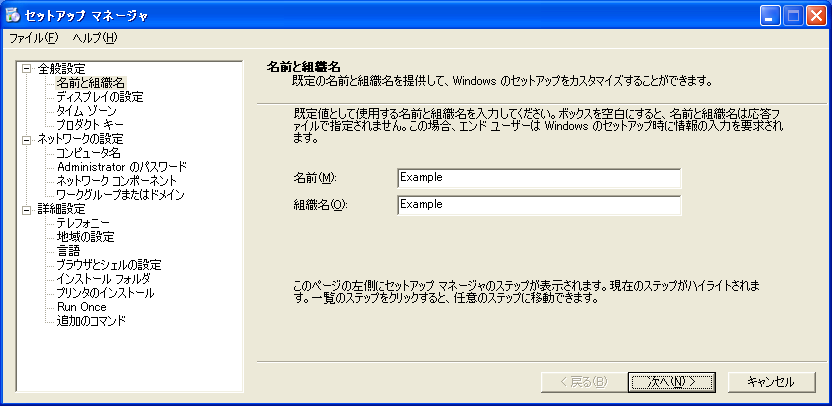 セットアップ マネージャ
ファイル(F) ヘルプ(H)
全般設定
名前と組織名
ディスプレイの設定
タイム ゾーン
プロダクト キー
ネットワークの設定
コンピュータ名
Administrator のパスワード
ネットワーク コンポーネント
ワークグループまたはドメイン
詳細設定
テレフォニー
地域の設定
言語
ブラウザとシェルの設定
インストール フォルダ
プリンタのインストール
Run Once
追加のコマンド
名前と組織名
既定の名前と組織名を提供して、Windows のセットアップをカスタマイズすることができます。
既定値として使用する名前と組織名を入力してください。ボックスを空白にすると、名前と組織名は応答フ
ァイルで指定されません。この場合、エンド ユーザーは Windows のセットアップ時に情報の入力を要求されま
す。
名前(M): Example
組織名(O): Example
このページの左側にセットアップ マネージャのステップが表示されます。現在のステップがハイライトされま
す。一覧のステップをクリックすると、任意のステップに移動できます。
< 戻る(B) 次へ(N) > キャンセル